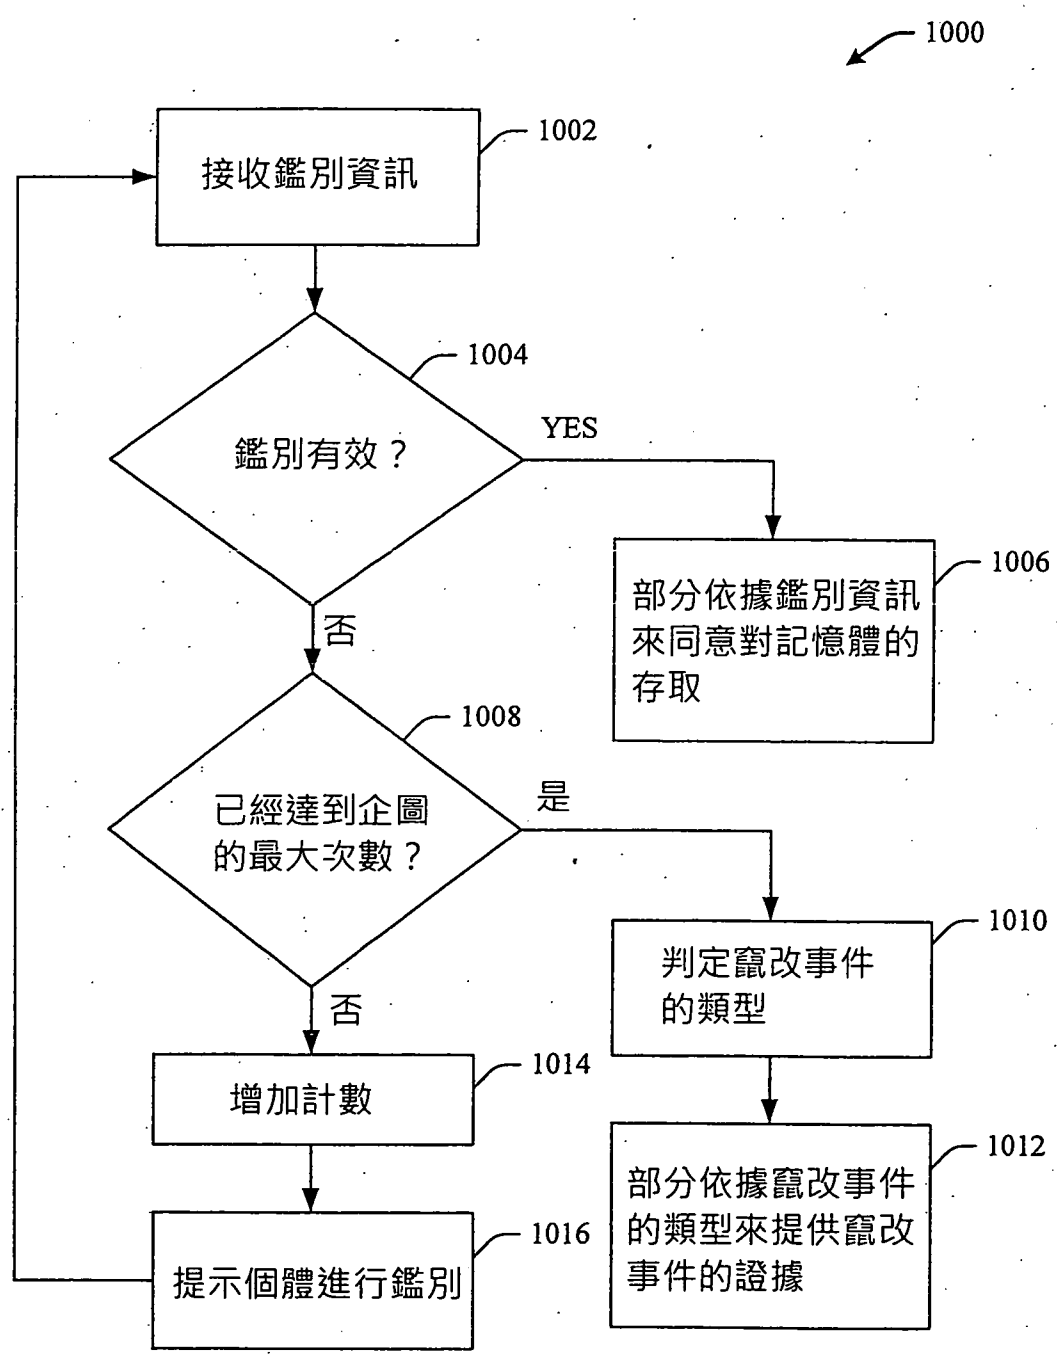 1000
1002
接收鑑別資訊
1004
鑑別有效？
YES
1006
部分依據鑑別資訊
來同意對記憶體的
存取
否
1008
已經達到企圖
的最大次數？
是
1010
判定竄改事件
的類型
否
1014
增加計數
1012
部分依據竄改事件
的類型來提供竄改
事件的證據
1016
提示個體進行鑑別